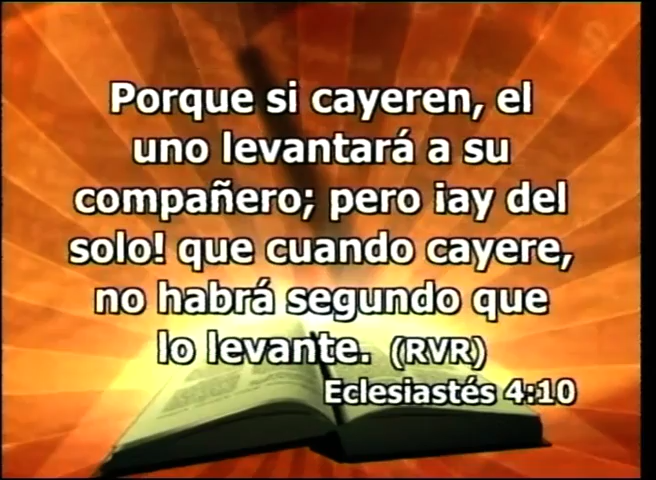 Porque si cayeren, el
uno levantará a su
compañero; pero ¡ay del
solo! que cuando cayere,
no habrá segundo que
lo levante. (RVR)
Eclesiastés 4:10